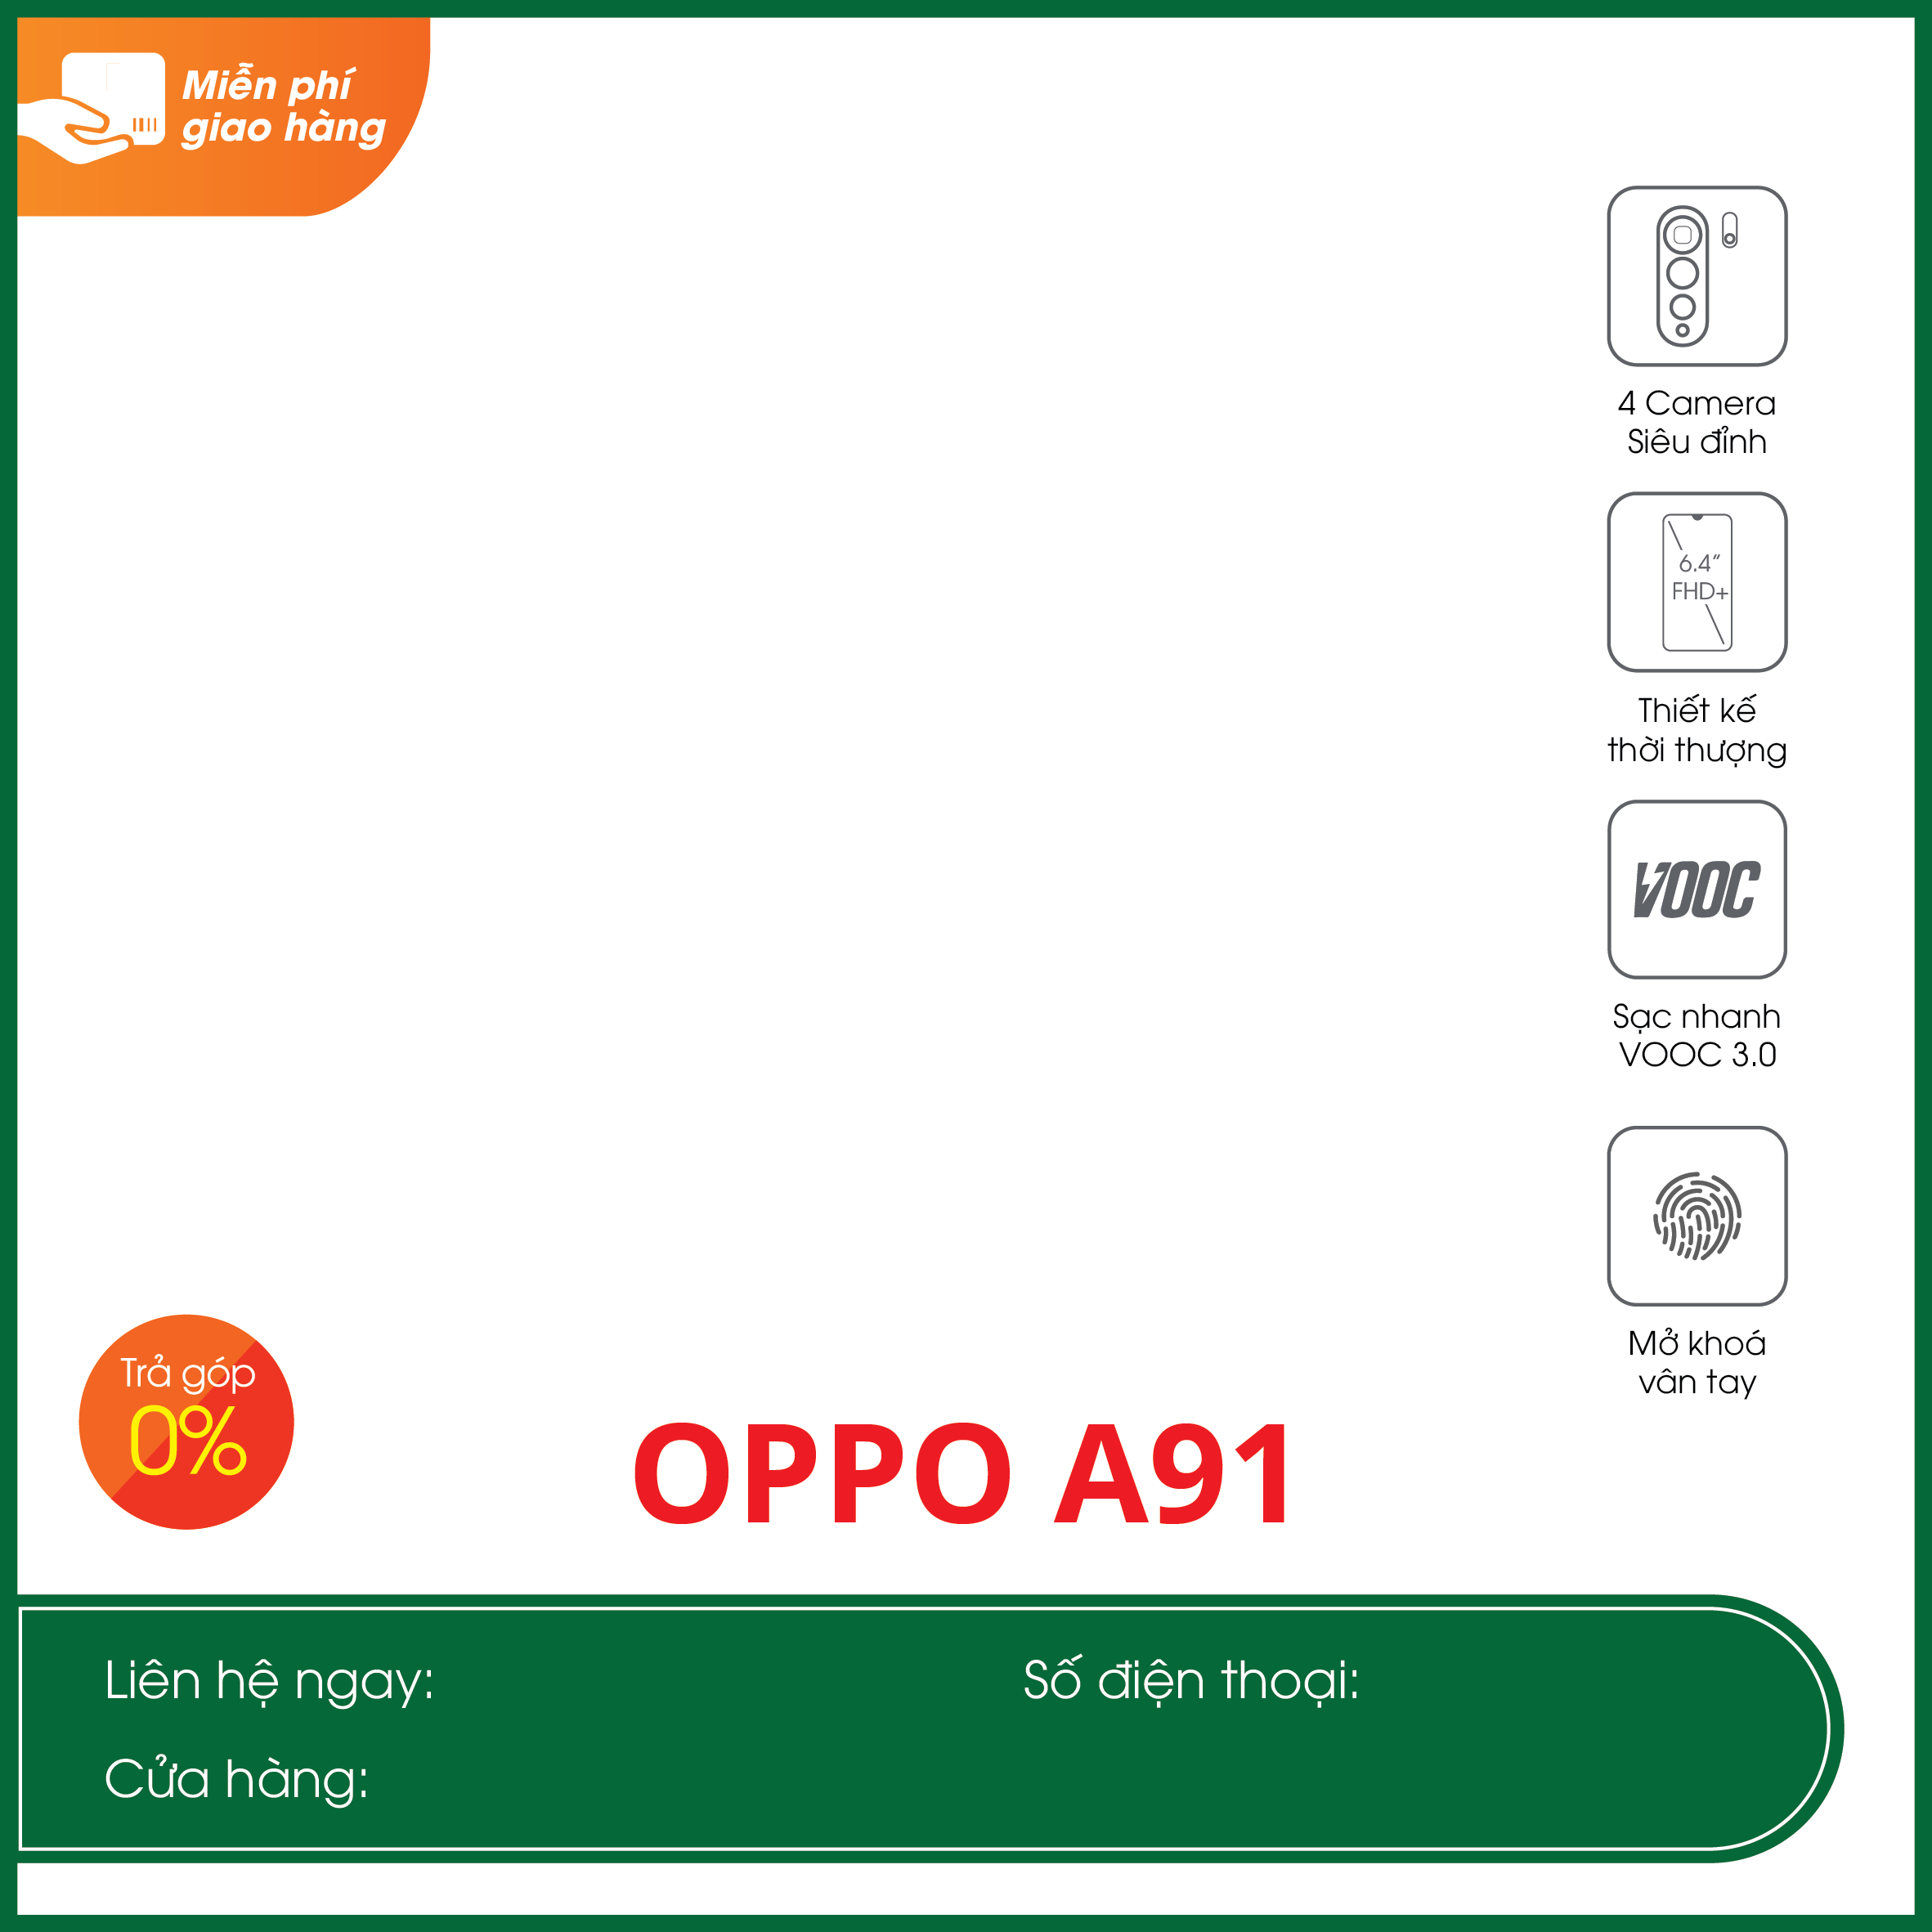 Miễn phí
giao hàng
4 Camera
Siêu đỉnh
6.4“
FHD+
Thiết kế
thời thượng
VOOC
Sạc nhanh
VOOC 3.0
Mở khoá
vân tay
Trả góp
0%
OPPO A91
Liên hệ ngay:
Số điện thoại:
Cửa hàng: